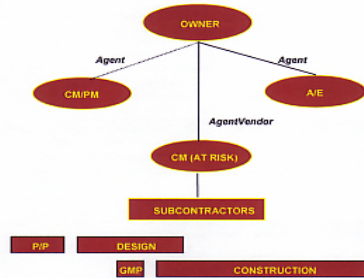 OWNER
Agent
Agent
CM/PM
A/E
AgentVendor
CM (AT RISK)
SUBCONTRACTORS
P/P
DESIGN
GMP
CONSTRUCTION